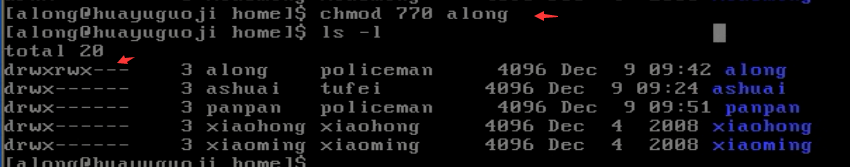 [along@huayuguoji home]$ chmod 770 along
[along@huayuguoji home]$ ls -l
total 20
drwxrwx--- 3 along policeman 4096 Dec 9 09:42 along
drwx------ 3 ashuai tufei 4096 Dec 9 09:24 ashuai
drwx------ 3 panpan policeman 4096 Dec 9 09:51 panpan
drwx------ 3 xiaohong xiaohong 4096 Dec 4 2008 xiaohong
drwx------ 3 xiaoming xiaoming 4096 Dec 4 2008 xiaoming
[along@huayuguoji home]$